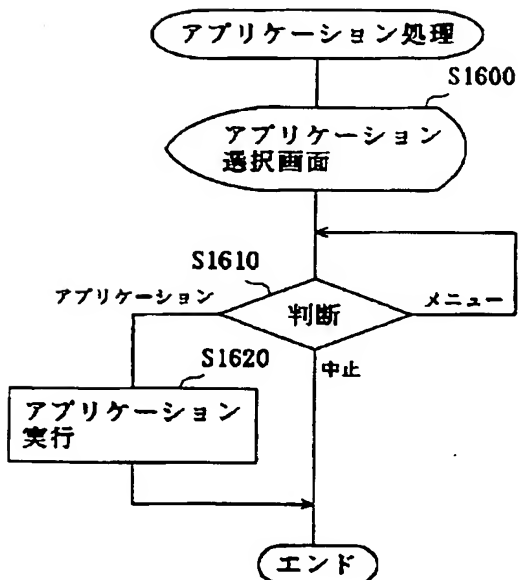 アプリケーション処理
S1600
アプリケーション
選択画面
S1610
アプリケーション
判断
メニュー
S1620
中止
アプリケーション
実行
エンド